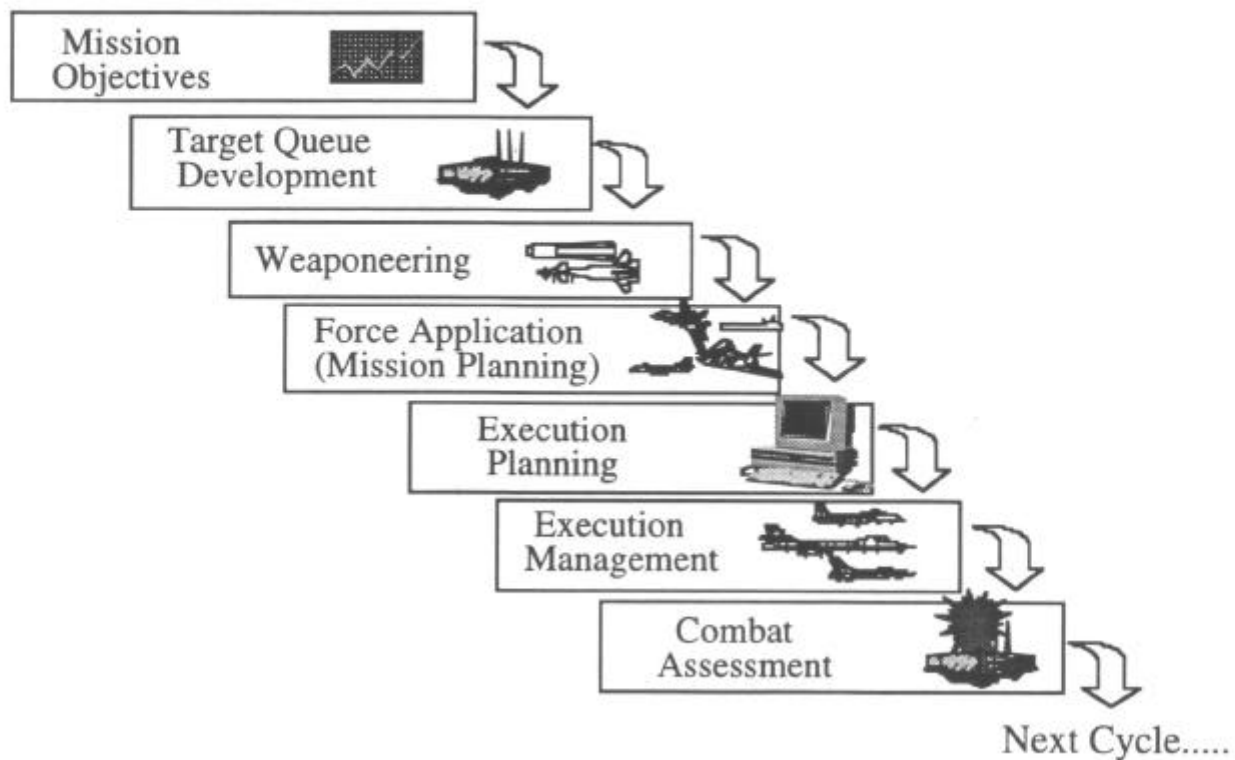 Mission
Objectives
Target Queue
Development
Weaponeering
Force Application
(Mission Planning)
Execution
Planning
Execution
Management
Combat
Assessment
Next Cycle.....